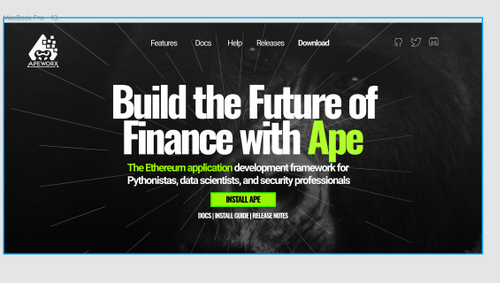 MacBook Pro - 10
APEWORX
Features Docs Help Releases Download
Build the Future of
Finance with Ape
The Ethereum application development framework for
Pythonistas, data scientists, and security professionals
INSTALL APE
DOCS | INSTALL GUIDE | RELEASE NOTES